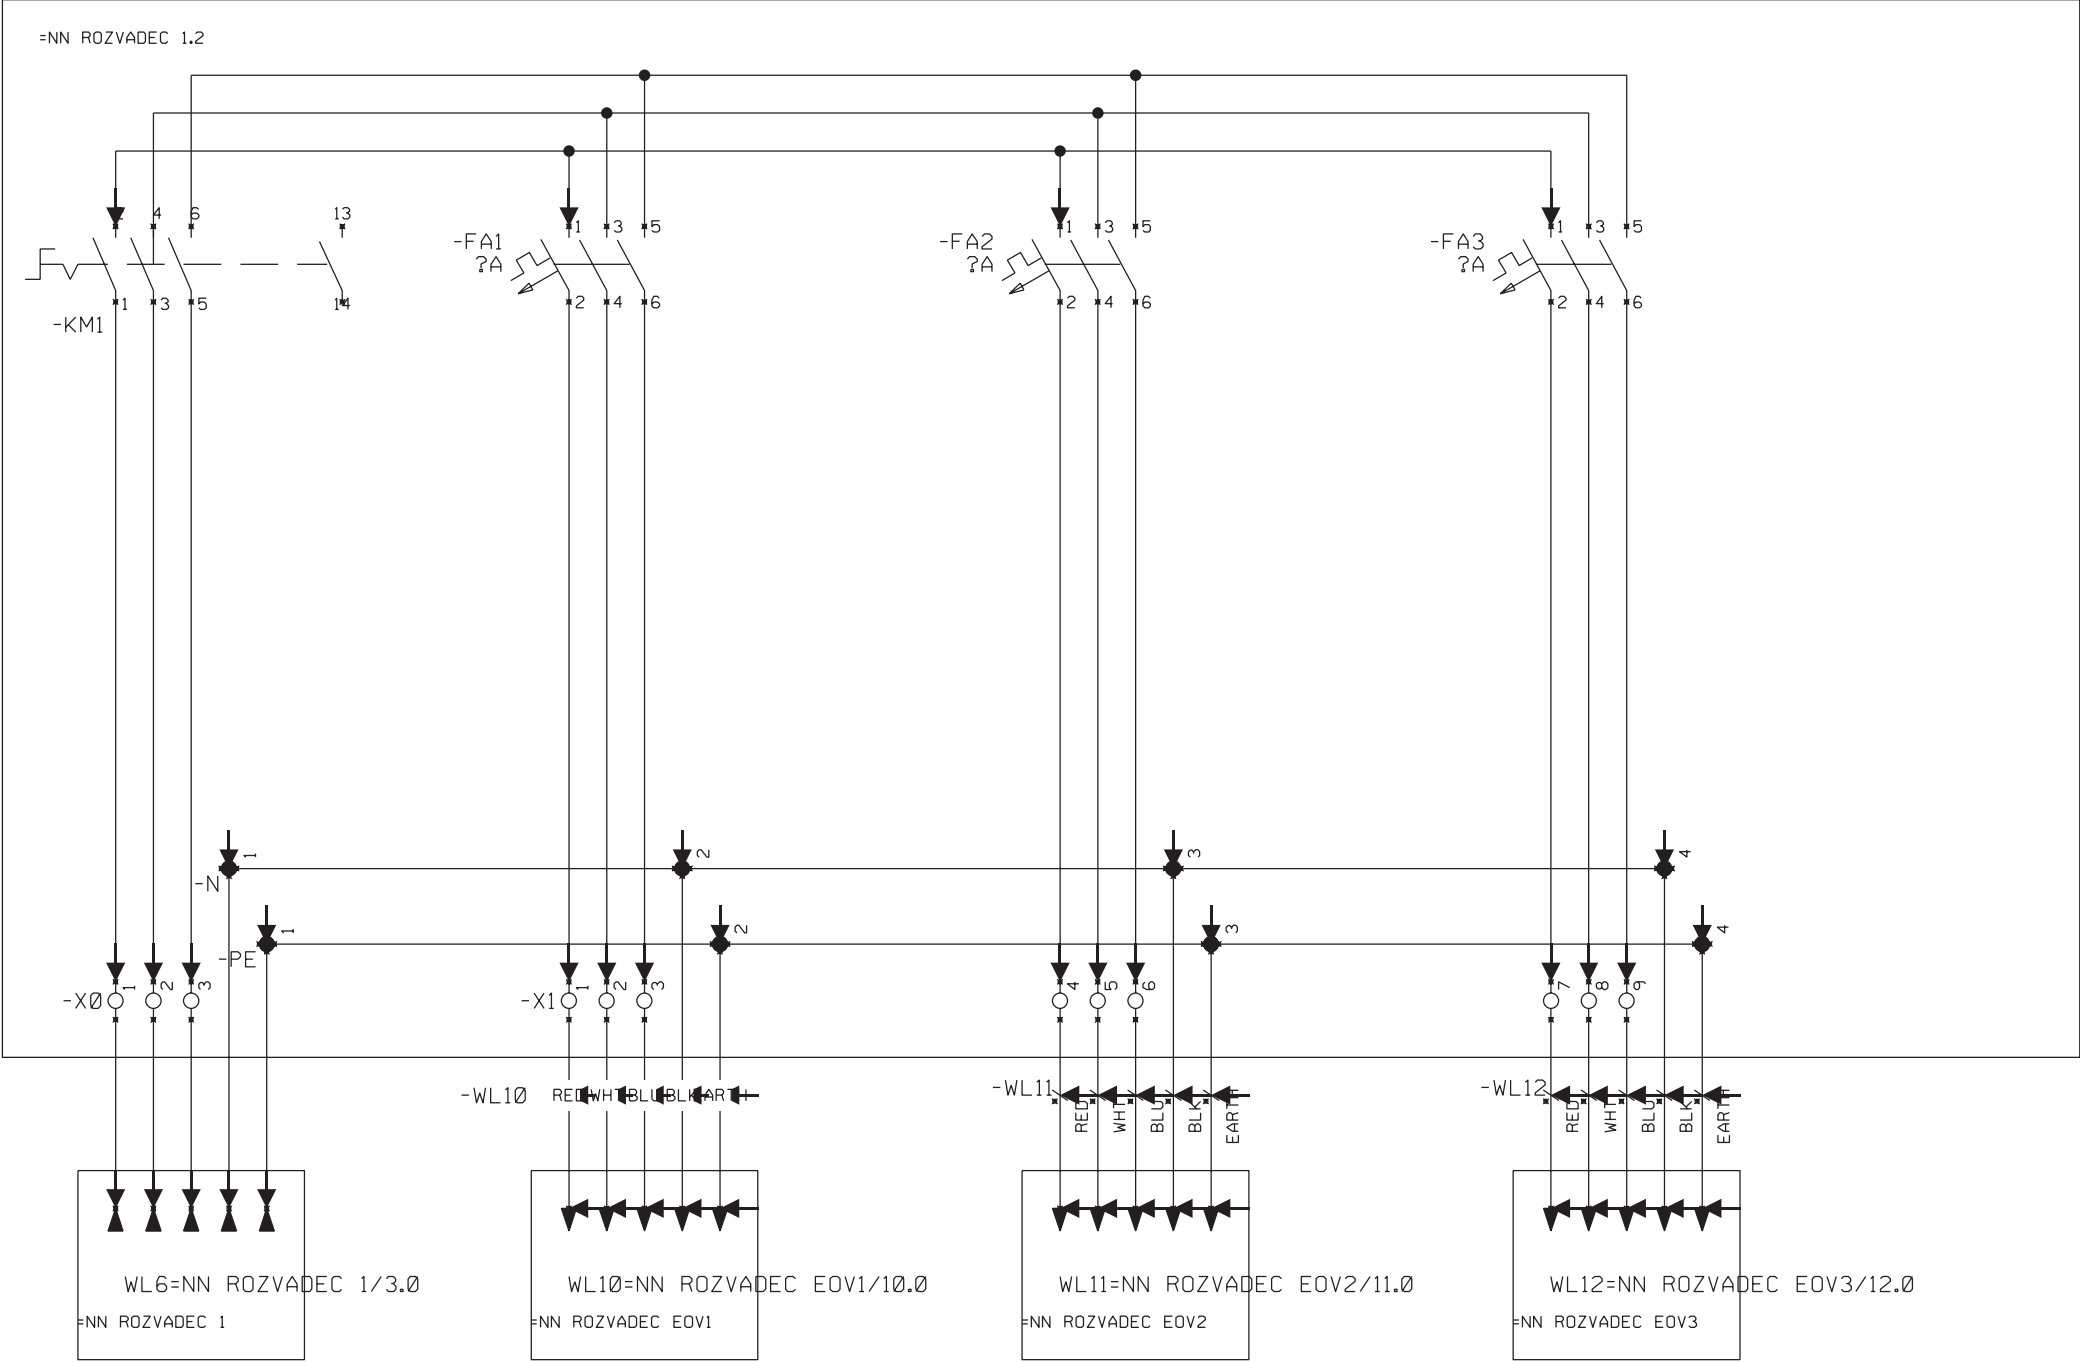 =NN ROZVADEC 1.2
4 6 13
1 3 5 14
-KM1
-FA1
?A
1 3 5
2 4 6
-FA2
?A
1 3 5
2 4 6
-FA3
?A
1 3 5
2 4 6
-N
1 2 3 4
-PE
1 2 3 4
-X0 1 2 3
-X1 1 2 3
4 5 6
7 8 9
-WL10 RED WHT BLU BLK
-WL11 RED WHT BLU BLK EARTH
-WL12 RED WHT BLU BLK EARTH
WL6=NN ROZVADEC 1/3.0
=NN ROZVADEC 1
WL10=NN ROZVADEC EOV1/10.0
=NN ROZVADEC EOV1
WL11=NN ROZVADEC EOV2/11.0
=NN ROZVADEC EOV2
WL12=NN ROZVADEC EOV3/12.0
=NN ROZVADEC EOV3